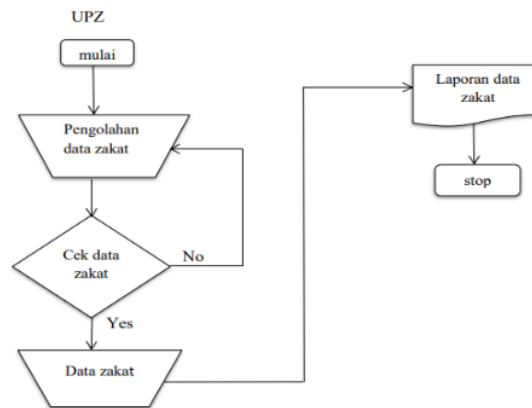 UPZ
mulai
Pengolahan
data zakat
Cek data
zakat
No
Yes
Data zakat
Laporan data
zakat
stop